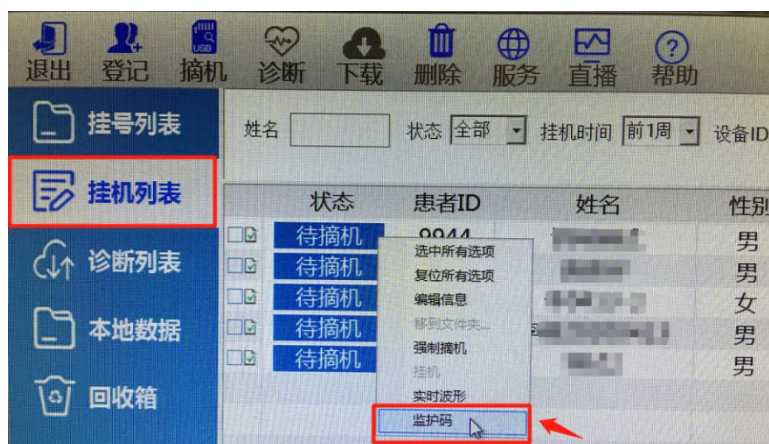 退出 登记 摘机 诊断 下载 删除 服务 直播 帮助
USB
挂号列表
挂机列表
诊断列表
本地数据
回收箱
姓名 状态 全部 挂机时间 前1周 设备ID
状态 患者ID 姓名 性别
待摘机 9944 男
待摘机 男
待摘机 女
待摘机 男
待摘机 男
选中所有选项
复位所有选项
编辑信息
移到文件夹...
强制摘机
挂机
实时波形
监护码